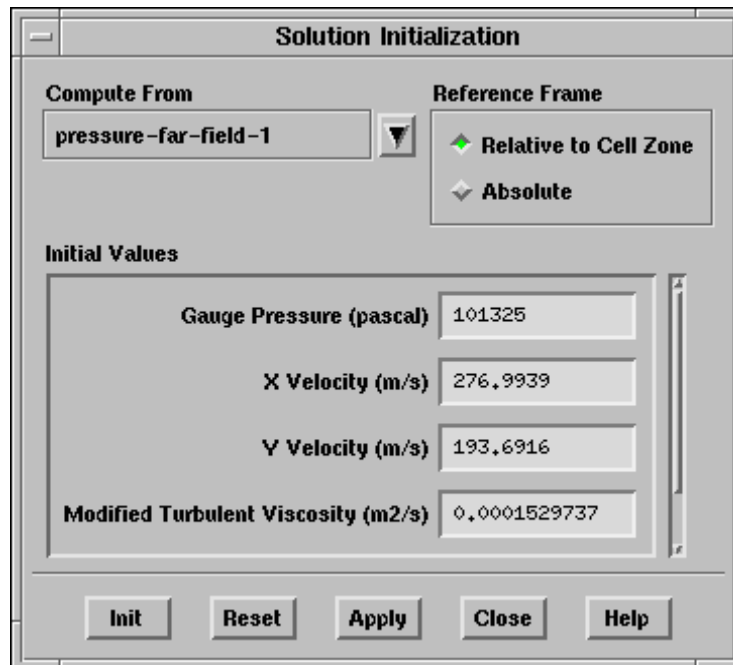 Solution Initialization
Compute From
Reference Frame
pressure-far-field-1
Relative to Cell Zone
Absolute
Initial Values
Gauge Pressure (pascal) 101325
X Velocity (m/s) 276.9939
Y Velocity (m/s) 193.6916
Modified Turbulent Viscosity (m2/s) 0.0001529737
Init Reset Apply Close Help